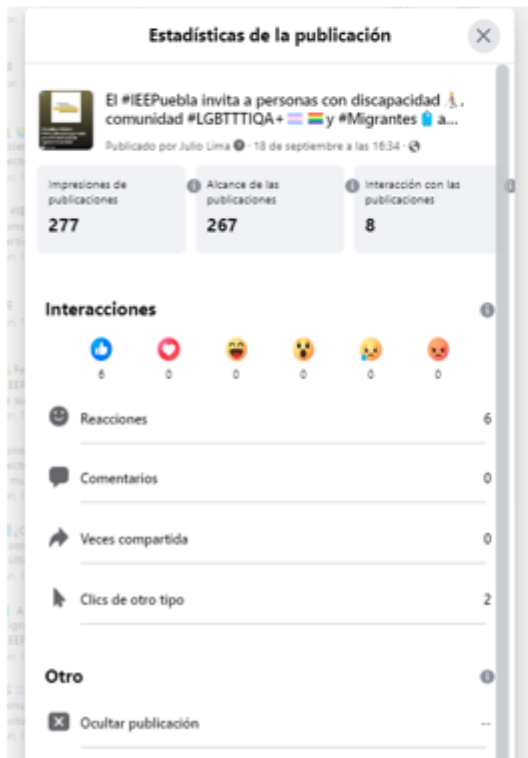 Estadísticas de la publicación
El #IEEPuebla invita a personas con discapacidad 👩‍🦯,
comunidad #LGBTTTIQA+ 🏳️‍⚧️ 🏳️‍🌈 y #Migrantes 🧳 a...
Publicado por Julio Lima · 18 de septiembre a las 16:34 ·
Impresiones de
publicaciones
277
Alcance de las
publicaciones
267
Interacción con las
publicaciones
8
Interacciones
6
0
0
0
0
0
Reacciones 6
Comentarios 0
Veces compartida 0
Clics de otro tipo 2
Otro
Ocultar publicación --